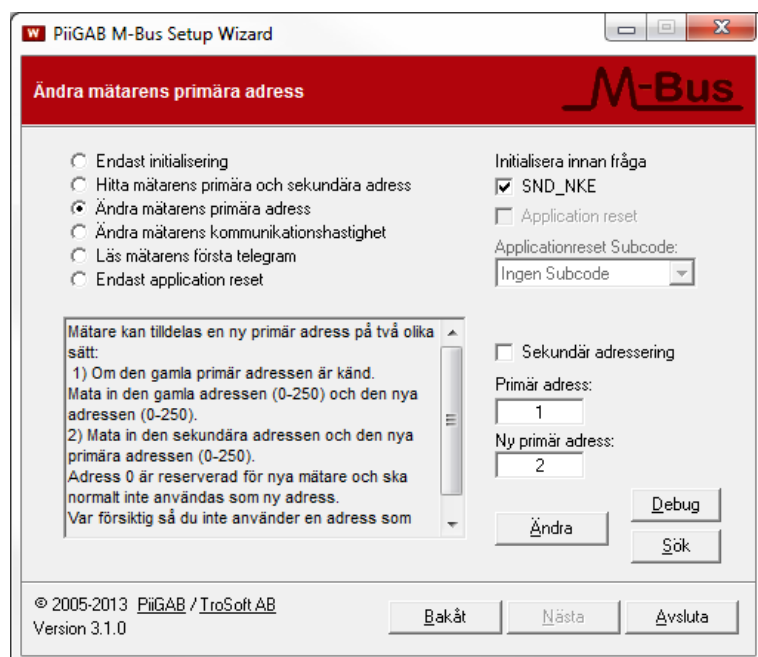 PiiGAB M-Bus Setup Wizard
Ändra mätarens primära adress
M-Bus
Endast initialisering
Hitta mätarens primära och sekundära adress
Ändra mätarens primära adress
Ändra mätarens kommunikationshastighet
Läs mätarens första telegram
Endast application reset
Initialisera innan fråga
SND_NKE
Application reset
Applicationreset Subcode:
Ingen Subcode
Mätare kan tilldelas en ny primär adress på två olika
sätt:
1) Om den gamla primär adressen är känd.
Mata in den gamla adressen (0-250) och den nya
adressen (0-250).
2) Mata in den sekundära adressen och den nya
primära adressen (0-250).
Adress 0 är reserverad för nya mätare och ska
normalt inte användas som ny adress.
Var försiktig så du inte använder en adress som
Sekundär adressering
Primär adress:
1
Ny primär adress:
2
Ändra
Debug
Sök
© 2005-2013 PiiGAB / TroSoft AB
Version 3.1.0
Bakåt
Nästa
Avsluta